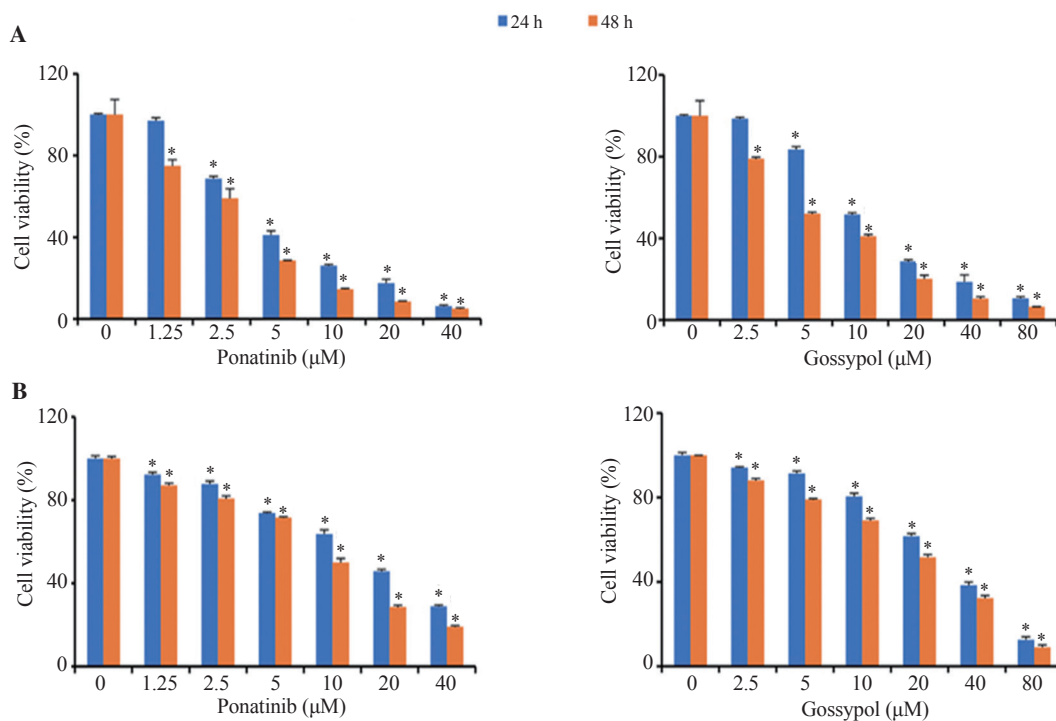 24 h 48 h
A
120
80
40
0
Cell viability (%)
* * * * * * * * * * *
0 1.25 2.5 5 10 20 40
Ponatinib (μM)
120
80
40
0
Cell viability (%)
* * * * * * * * * * *
0 2.5 5 10 20 40 80
Gossypol (μM)
B
120
80
40
0
Cell viability (%)
* * * * * * * * * * * *
0 1.25 2.5 5 10 20 40
Ponatinib (μM)
120
80
40
0
Cell viability (%)
* * * * * * * * * * * *
0 2.5 5 10 20 40 80
Gossypol (μM)